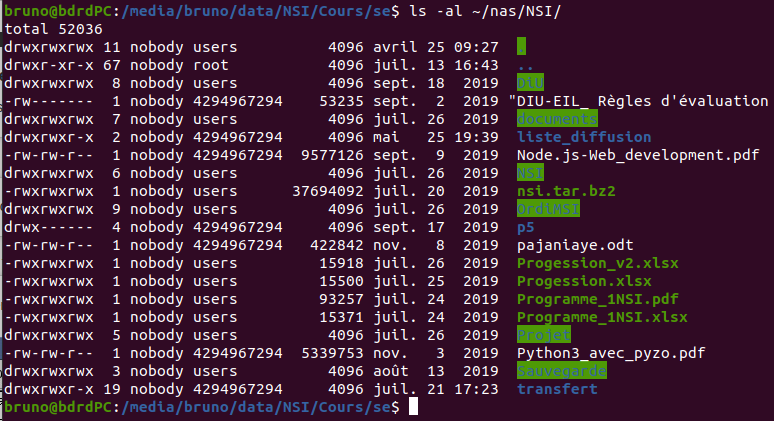 bruno@bdrdPC:/media/bruno/data/NSI/Cours/se$ ls -al ~/nas/NSI/
total 52036
drwxrwxrwx 11 nobody users          4096 avril 25 09:27 .
drwxr-xr-x 67 nobody root           4096 juil. 13 16:43 ..
drwxrwxrwx  8 nobody users          4096 sept. 18  2019 DiU
-rw-------  1 nobody 4294967294    53235 sept.  2  2019 "DIU-EIL_ Règles d'évaluation
drwxrwxrwx  7 nobody users          4096 juil. 26  2019 documents
drwxrwxr-x  2 nobody 4294967294     4096 mai   25 19:39 liste_diffusion
-rw-rw-r--  1 nobody 4294967294  9577126 sept.  9  2019 Node.js-Web_development.pdf
drwxrwxrwx  6 nobody users          4096 juil. 26  2019 NSI
-rwxrwxrwx  1 nobody users      37694092 juil. 20  2019 nsi.tar.bz2
drwxrwxrwx  9 nobody users          4096 juil. 26  2019 OrdiMSI
drwx------  4 nobody 4294967294     4096 sept. 17  2019 p5
-rw-rw-r--  1 nobody 4294967294   422842 nov.   8  2019 pajaniaye.odt
-rwxrwxrwx  1 nobody users         15918 juil. 26  2019 Progession_v2.xlsx
-rwxrwxrwx  1 nobody users         15500 juil. 25  2019 Progession.xlsx
-rwxrwxrwx  1 nobody users         93257 juil. 24  2019 Programme_1NSI.pdf
-rwxrwxrwx  1 nobody users         15371 juil. 24  2019 Programme_1NSI.xlsx
drwxrwxrwx  5 nobody users          4096 juil. 26  2019 Projet
-rw-rw-r--  1 nobody 4294967294  5339753 nov.   3  2019 Python3_avec_pyzo.pdf
drwxrwxrwx  3 nobody users          4096 août  13  2019 Sauvegarde
drwxrwxr-x 19 nobody 4294967294     4096 juil. 21 17:23 transfert
bruno@bdrdPC:/media/bruno/data/NSI/Cours/se$